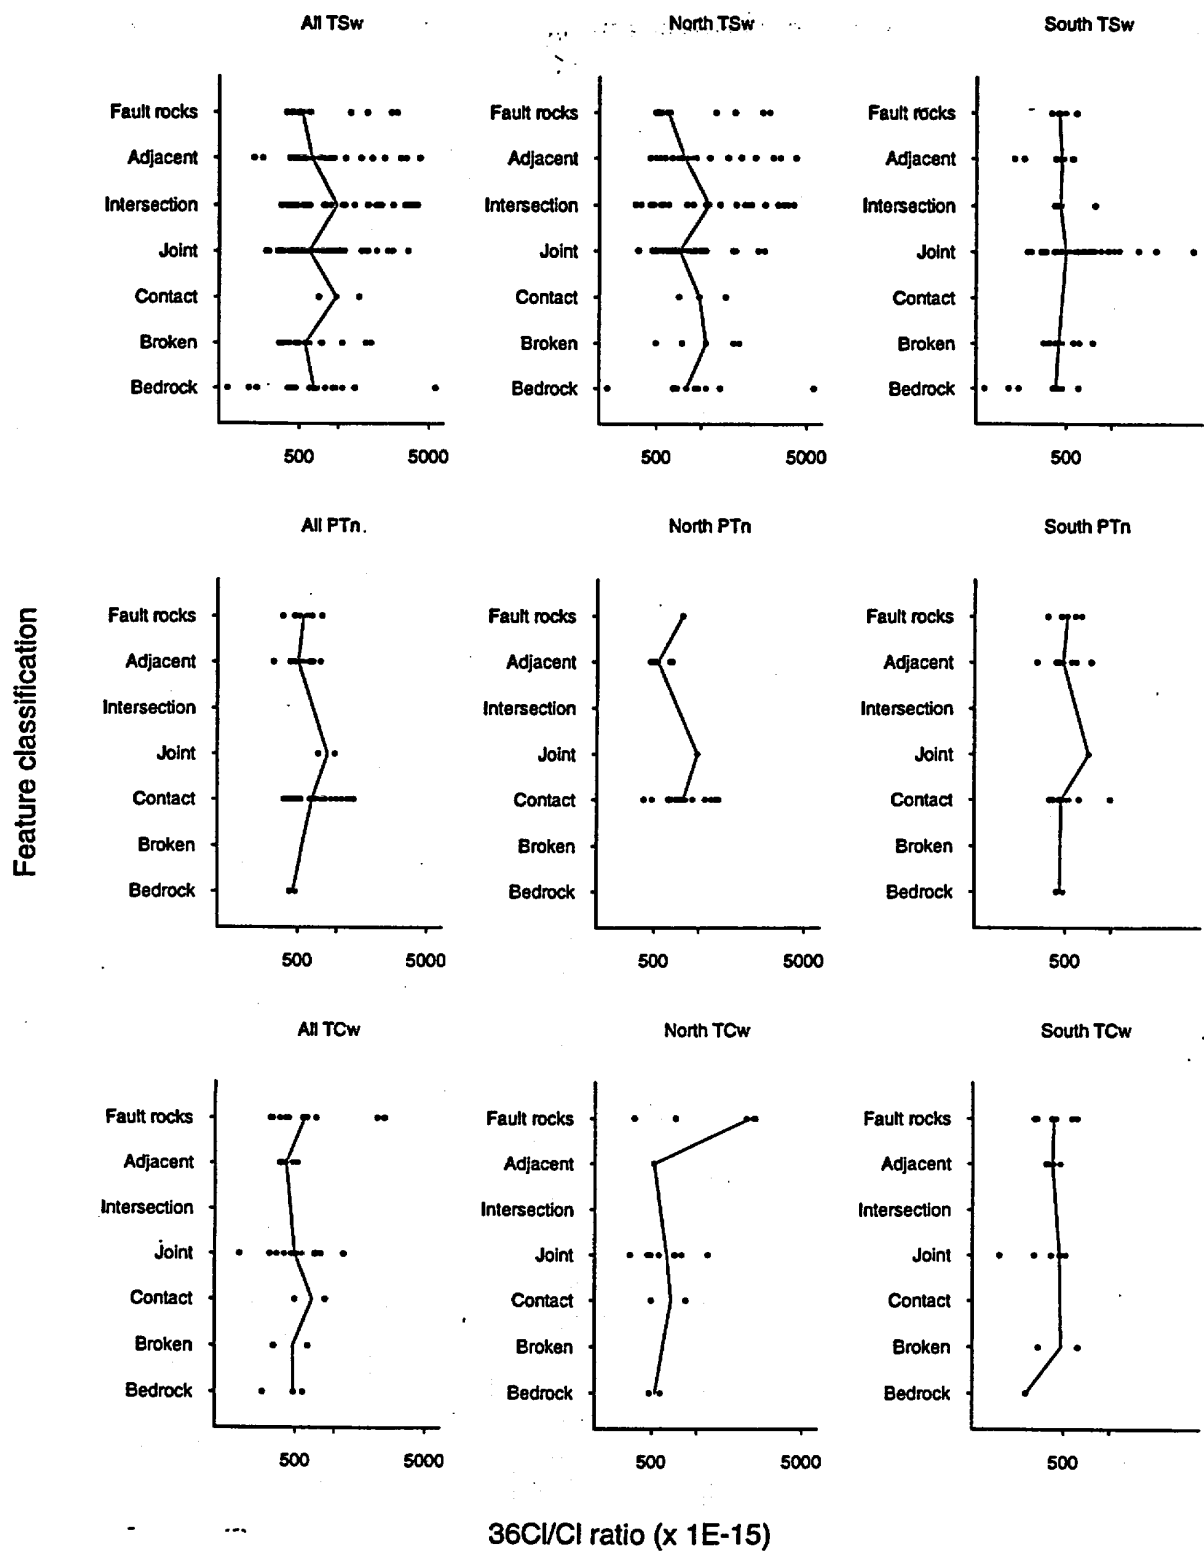 All TSw
North TSw
South TSw
Fault rocks
Adjacent
Intersection
Joint
Contact
Broken
Bedrock
500
5000
Fault rocks
Adjacent
Intersection
Joint
Contact
Broken
Bedrock
500
5000
Fault rocks
Adjacent
Intersection
Joint
Contact
Broken
Bedrock
500
All PTn
North PTn
South PTn
Feature classification
Fault rocks
Adjacent
Intersection
Joint
Contact
Broken
Bedrock
500
5000
Fault rocks
Adjacent
Intersection
Joint
Contact
Broken
Bedrock
500
5000
Fault rocks
Adjacent
Intersection
Joint
Contact
Broken
Bedrock
500
All TCw
North TCw
South TCw
Fault rocks
Adjacent
Intersection
Joint
Contact
Broken
Bedrock
500
5000
Fault rocks
Adjacent
Intersection
Joint
Contact
Broken
Bedrock
500
5000
Fault rocks
Adjacent
Intersection
Joint
Contact
Broken
Bedrock
500
36Cl/Cl ratio (x 1E-15)